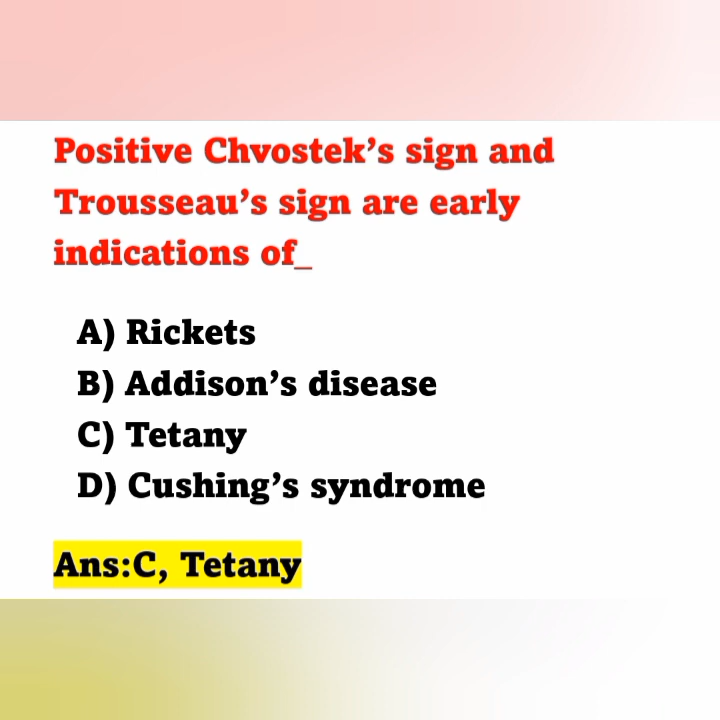 Positive Chvostek’s sign and
Trousseau’s sign are early
indications of_
A) Rickets
B) Addison’s disease
C) Tetany
D) Cushing’s syndrome
Ans:C, Tetany